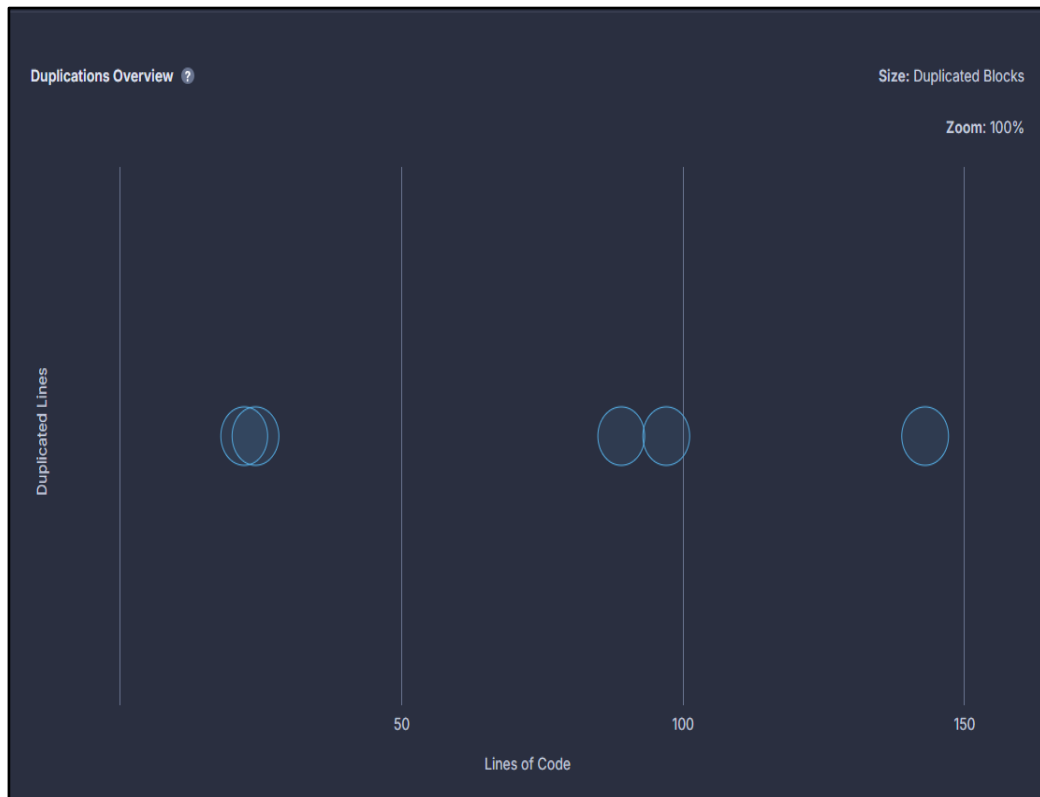 Duplications Overview ?
Size: Duplicated Blocks
Zoom: 100%
Duplicated Lines
50
100
150
Lines of Code